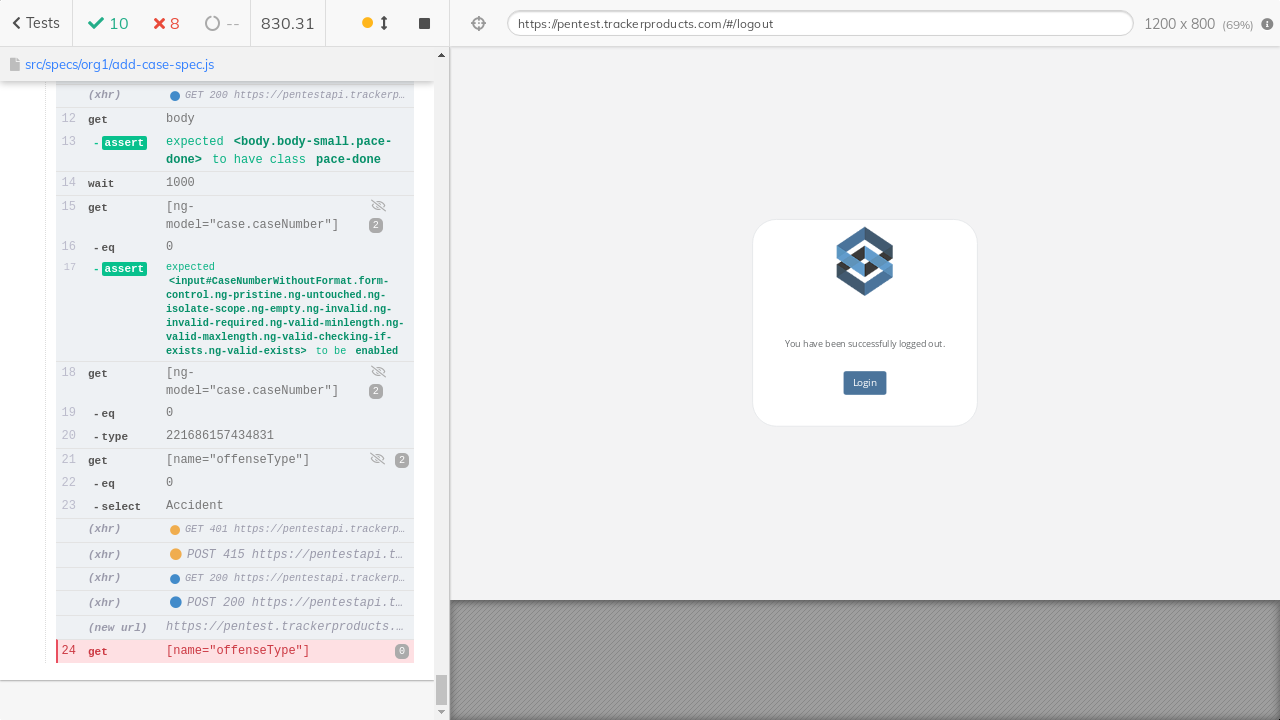 Tests
10
8
--
830.31
https://pentest.trackerproducts.com/#/logout
1200 x 800 (69%)
src/specs/org1/add-case-spec.js
(xhr) GET 200 https://pentestapi.trackerp…
12 get body
13 -assert expected <body.body-small.pace-
done> to have class pace-done
14 wait 1000
15 get [ng-
model="case.caseNumber"] 2
16 -eq 0
17 -assert expected
<input#CaseNumberWithoutFormat.form-
control.ng-pristine.ng-untouched.ng-
isolate-scope.ng-empty.ng-invalid.ng-
invalid-required.ng-valid-minlength.ng-
valid-maxlength.ng-valid-checking-if-
exists.ng-valid-exists> to be enabled
18 get [ng-
model="case.caseNumber"] 2
19 -eq 0
20 -type 221686157434831
21 get [name="offenseType"] 2
22 -eq 0
23 -select Accident
(xhr) GET 401 https://pentestapi.trackerp…
(xhr) POST 415 https://pentestapi.t…
(xhr) GET 200 https://pentestapi.trackerp…
(xhr) POST 200 https://pentestapi.t…
(new url) https://pentest.trackerproducts.…
24 get [name="offenseType"] 0
You have been successfully logged out.
Login